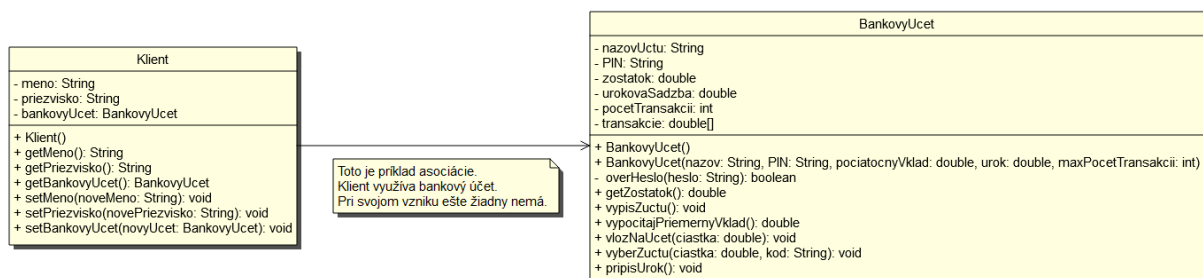 Klient
- meno: String
- priezvisko: String
- bankovyUcet: BankovyUcet
+ Klient()
+ getMeno(): String
+ getPriezvisko(): String
+ getBankovyUcet(): BankovyUcet
+ setMeno(noveMeno: String): void
+ setPriezvisko(novePriezvisko: String): void
+ setBankovyUcet(novyUcet: BankovyUcet): void
Toto je príklad asociácie.
Klient využíva bankový účet.
Pri svojom vzniku ešte žiadny nemá.
BankovyUcet
- nazovUctu: String
- PIN: String
- zostatok: double
- urokovaSadzba: double
- pocetTransakcii: int
- transakcie: double[]
+ BankovyUcet()
+ BankovyUcet(nazov: String, PIN: String, pociatocnyVklad: double, urok: double, maxPocetTransakcii: int)
- overHeslo(heslo: String): boolean
+ getZostatok(): double
+ vypisZuctu(): void
+ vypocitajPriemernyVklad(): double
+ vlozNaUcet(ciastka: double): void
+ vyberZuctu(ciastka: double, kod: String): void
+ pripisUrok(): void